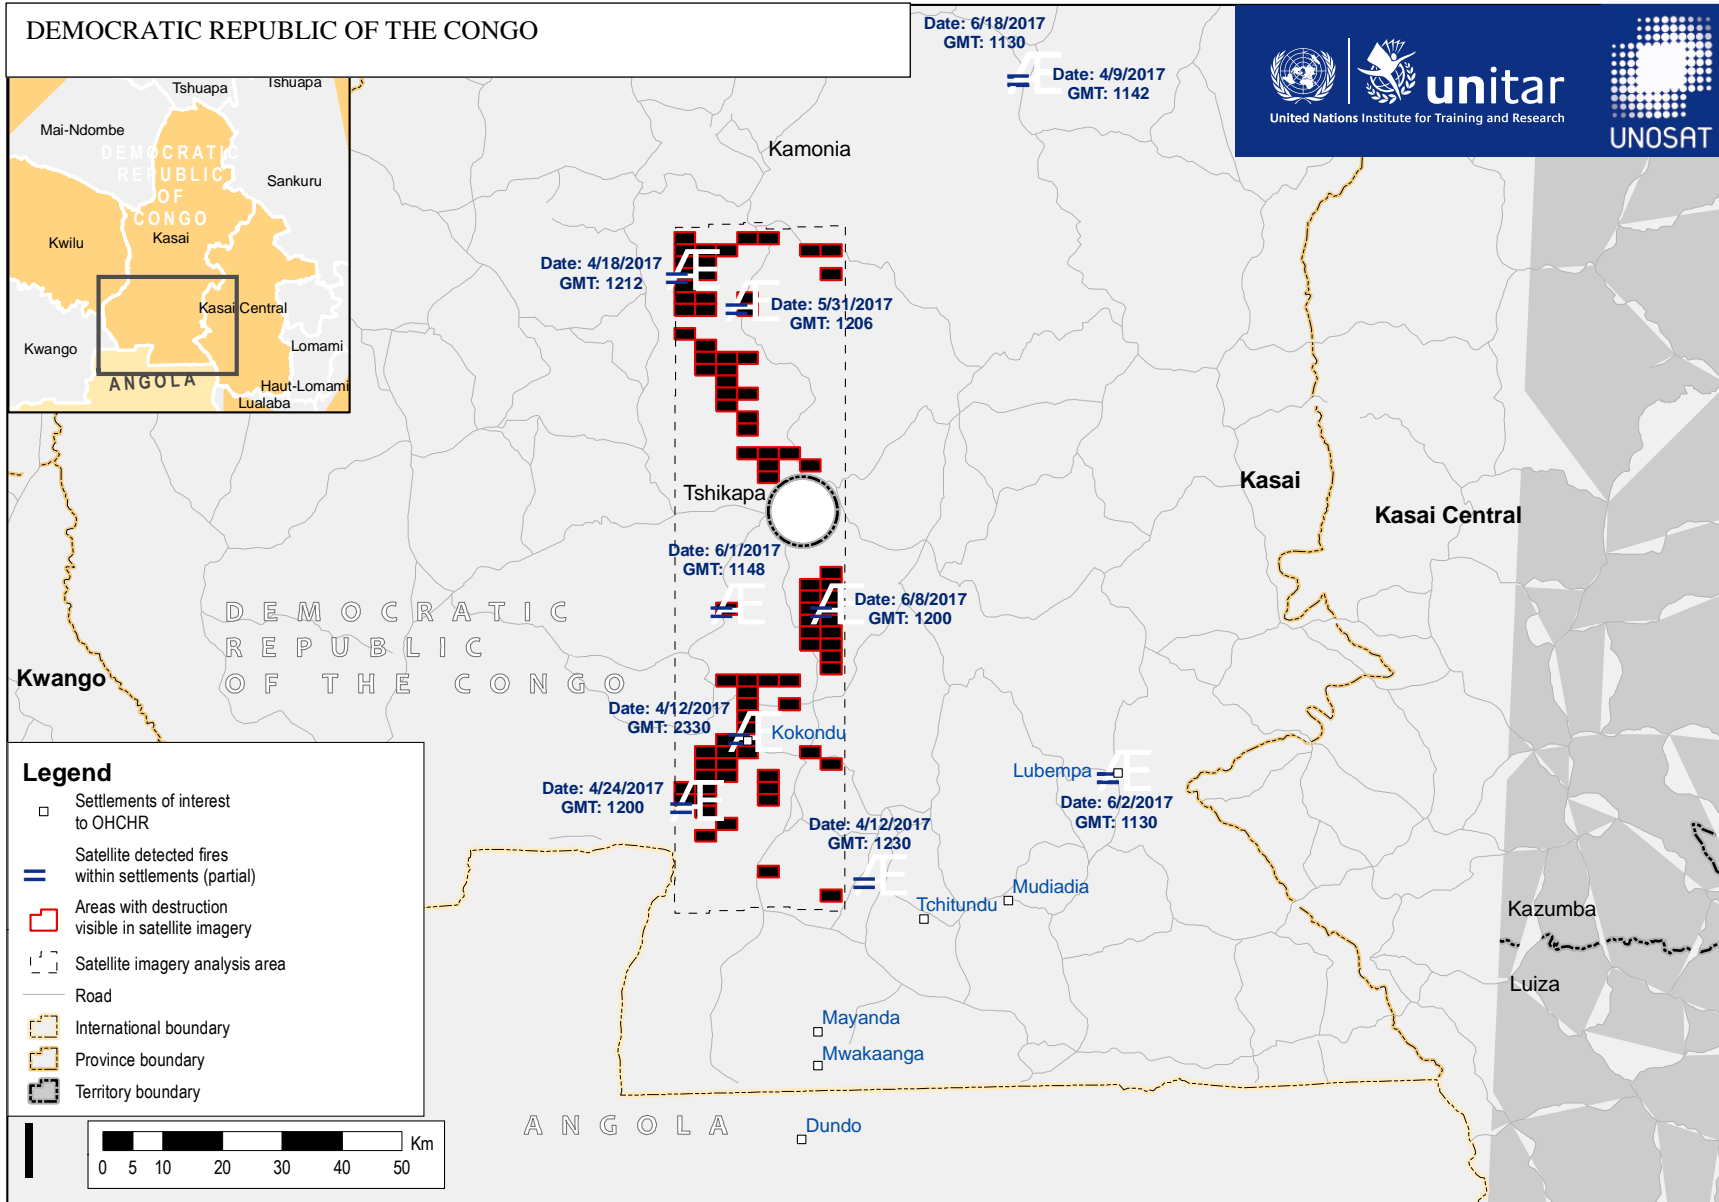 DEMOCRATIC REPUBLIC OF THE CONGO
Date: 6/18/2017
GMT: 1130
Date: 4/9/2017
GMT: 1142
unitar
United Nations Institute for Training and Research
UNOSAT
Tshuapa
Tshuapa
Mai-Ndombe
DEMOCRATIC
REPUBLIC
OF
CONGO
Sankuru
Kwilu
Kasai
Kasai Central
Kwango
Lomami
ANGOLA
Haut-Lomami
Lualaba
Kamonia
Date: 4/18/2017
GMT: 1212
Date: 5/31/2017
GMT: 1206
Tshikapa
Kasai
Kasai Central
Date: 6/1/2017
GMT: 1148
Date: 6/8/2017
GMT: 1200
DEMOCRATIC
REPUBLIC
OF THE CONGO
Kwango
Date: 4/12/2017
GMT: 2330
Kokondu
Lubempa
Date: 6/2/2017
GMT: 1130
Date: 4/24/2017
GMT: 1200
Date: 4/12/2017
GMT: 1230
Mudiadia
Tchitundu
Kazumba
Luiza
Mayanda
Mwakaanga
ANGOLA
Dundo
Æ
Æ
Æ
Æ
Æ
Æ
Æ
Æ
Æ
Legend
Settlements of interest
to OHCHR
Satellite detected fires
within settlements (partial)
Areas with destruction
visible in satellite imagery
Satellite imagery analysis area
Road
International boundary
Province boundary
Territory boundary
Km
0 5 10 20 30 40 50